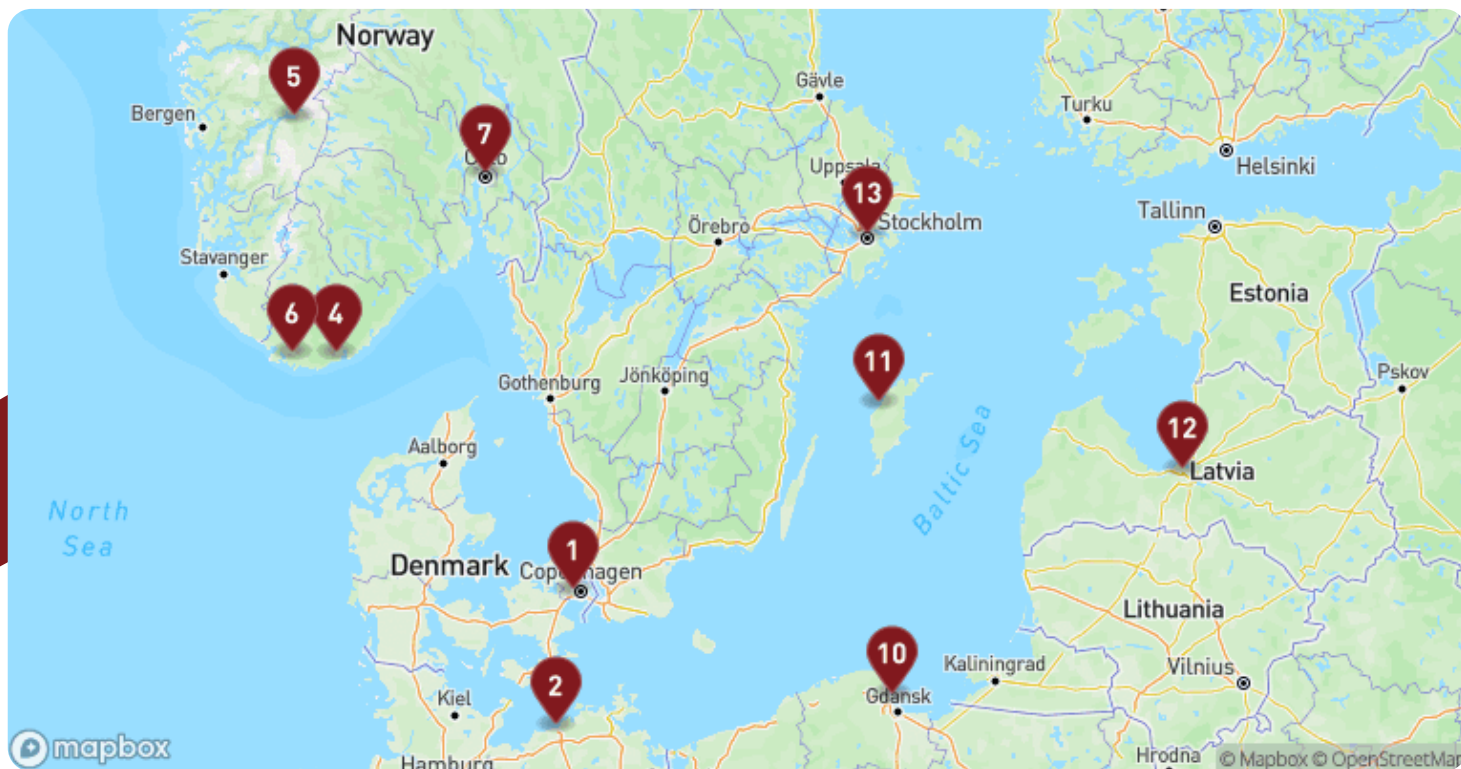 Norway
5
Gävle
Bergen
Turku
7
Helsinki
13
Tallinn
Stockholm
Örebro
Stavanger
Estonia
6
4
11
Pskov
Gothenburg
Jönköping
12
Aalborg
Latvia
Baltic Sea
North
Sea
1
Denmark
Lithuania
10
Kaliningrad
Vilnius
2
Kiel
Gdansk
mapbox
Hrodna
© Mapbox © OpenStreetMap
Hamburg